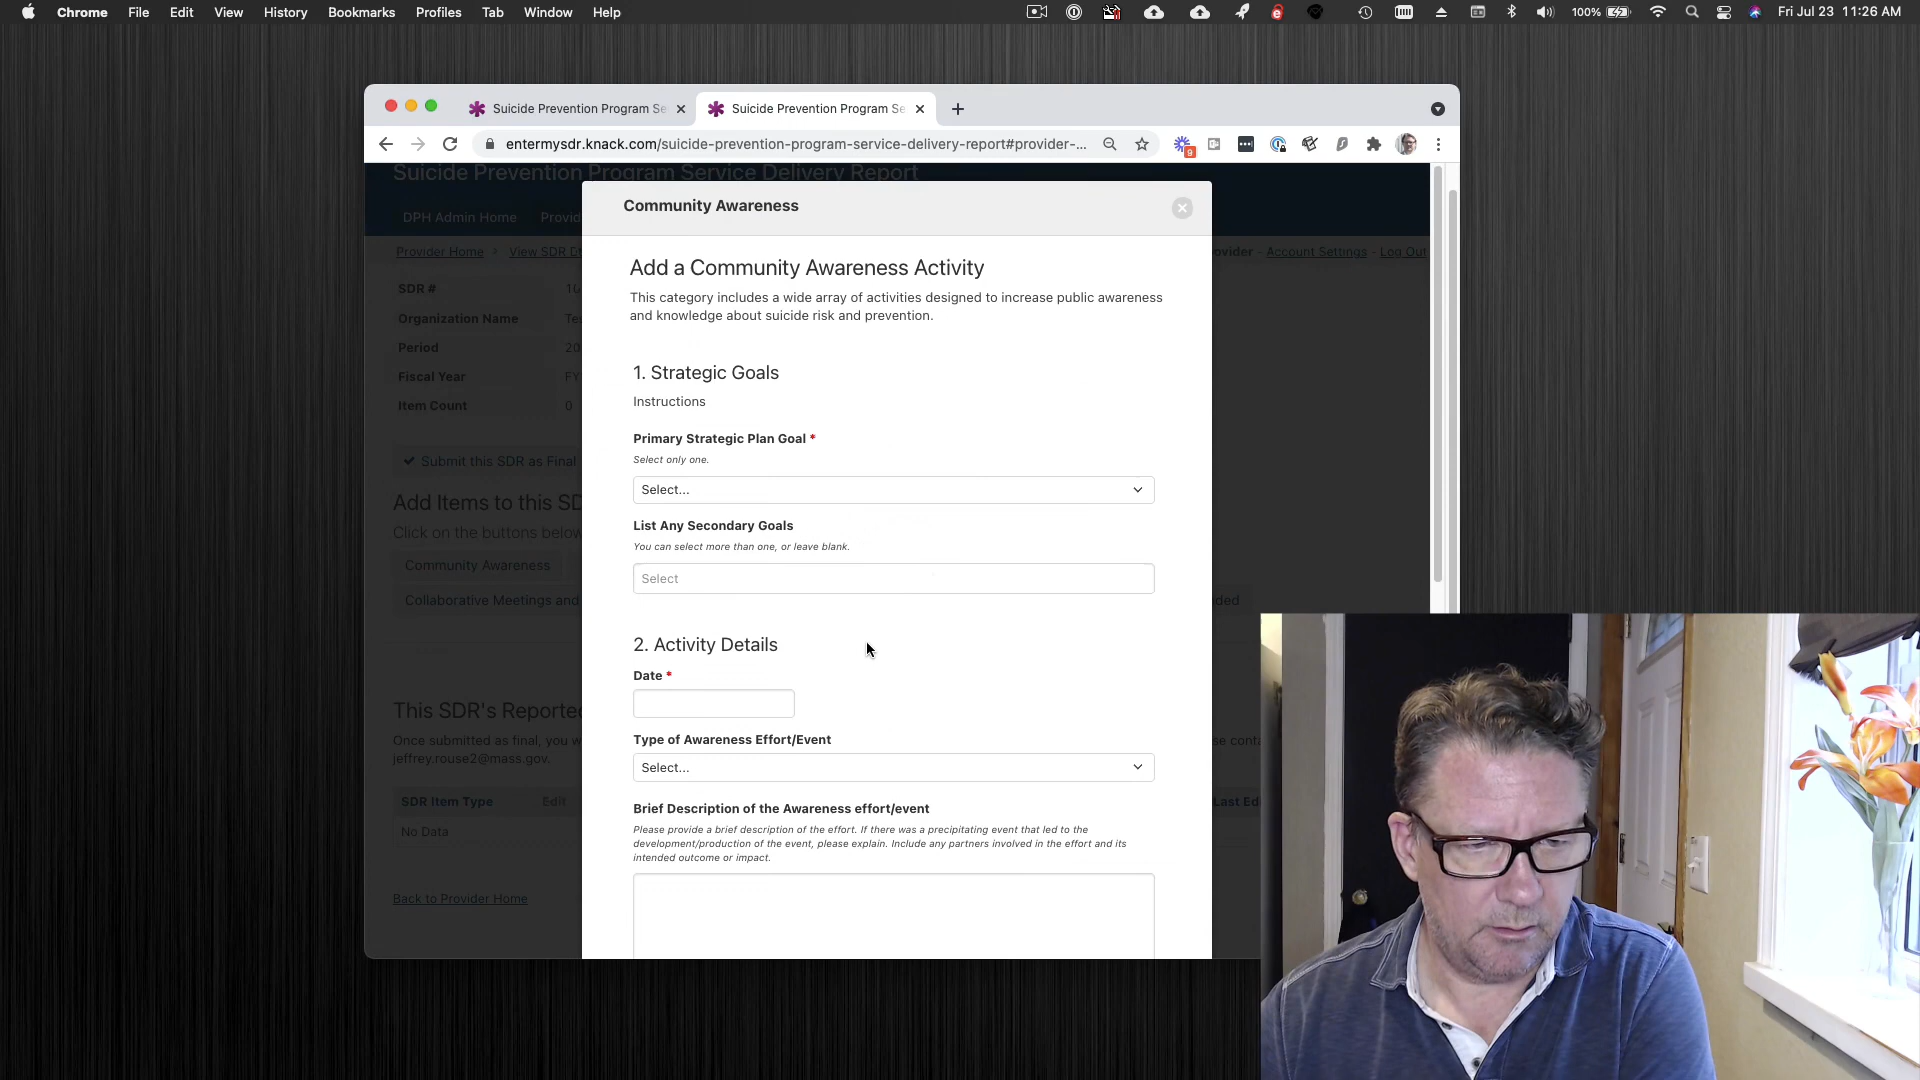 Chrome File Edit View History Bookmarks Profiles Tab Window Help 100% Fri Jul 23 11:26 AM
Suicide Prevention Program Se Suicide Prevention Program Se
entermysdr.knack.com/suicide-prevention-program-service-delivery-report#provider-... 9
Suicide Prevention Program Service Delivery Report
DPH Admin Home
Provider Home > View SDR - Account Settings - Log Out
Community Awareness
Add a Community Awareness Activity
This category includes a wide array of activities designed to increase public awareness
and knowledge about suicide risk and prevention.
SDR #
Organization Name
Period
Fiscal Year FY
Item Count 0
Submit this SDR as Final
Add Items to this
Click on the buttons below
Community Awareness
Collaborative Meetings and
1. Strategic Goals
Instructions
Primary Strategic Plan Goal *
Select only one.
Select...
List Any Secondary Goals
You can select more than one, or leave blank.
Select
2. Activity Details
Date *
Type of Awareness Effort/Event
Select...
Brief Description of the Awareness effort/event
Please provide a brief description of the effort. If there was a precipitating event that led to the
development/production of the event, please explain. Include any partners involved in the effort and its
intended outcome or impact.
This SDR's Reported
Once submitted as final, you
jeffrey.rouse2@mass.gov.
SDR Item Type Edit Last
No Data
Back to Provider Home